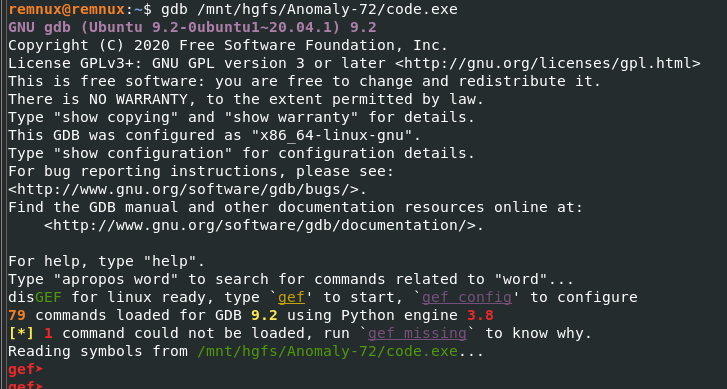 remnux@remnux:~$ gdb /mnt/hgfs/Anomaly-72/code.exe
GNU gdb (Ubuntu 9.2-0ubuntu1~20.04.1) 9.2
Copyright (C) 2020 Free Software Foundation, Inc.
License GPLv3+: GNU GPL version 3 or later <http://gnu.org/licenses/gpl.html>
This is free software: you are free to change and redistribute it.
There is NO WARRANTY, to the extent permitted by law.
Type "show copying" and "show warranty" for details.
This GDB was configured as "x86_64-linux-gnu".
Type "show configuration" for configuration details.
For bug reporting instructions, please see:
<http://www.gnu.org/software/gdb/bugs/>.
Find the GDB manual and other documentation resources online at:
    <http://www.gnu.org/software/gdb/documentation/>.

For help, type "help".
Type "apropos word" to search for commands related to "word"...
disGEF for linux ready, type `gef' to start, `gef config' to configure
79 commands loaded for GDB 9.2 using Python engine 3.8
[*] 1 command could not be loaded, run `gef missing` to know why.
Reading symbols from /mnt/hgfs/Anomaly-72/code.exe...
gef➤
gef➤